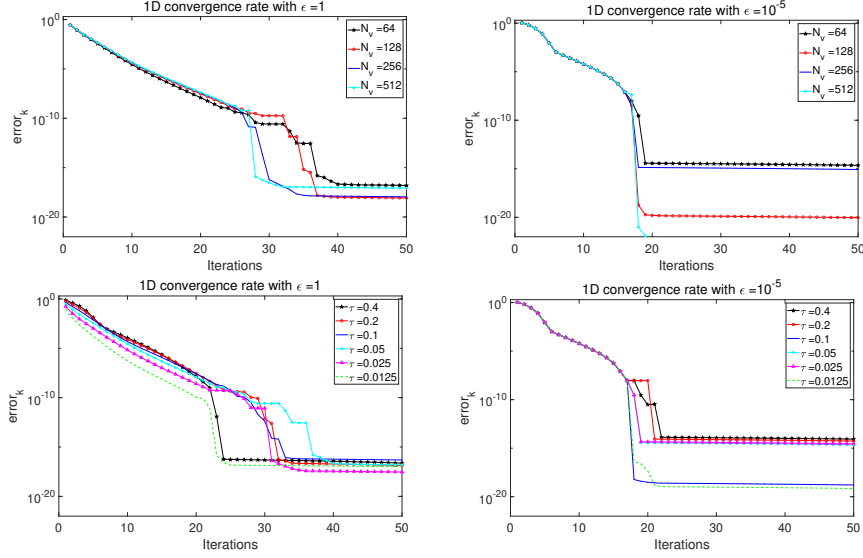 1D convergence rate with ϵ =1
10^0
10^-10
10^-20
error_k
0 10 20 30 40 50
Iterations
N_v =64
N_v =128
N_v =256
N_v =512
1D convergence rate with ϵ =10^-5
10^0
10^-10
10^-20
error_k
0 10 20 30 40 50
Iterations
N_v =64
N_v =128
N_v =256
N_v =512
1D convergence rate with ϵ =1
10^0
10^-10
10^-20
error_k
0 10 20 30 40 50
Iterations
τ =0.4
τ =0.2
τ =0.1
τ =0.05
τ =0.025
τ =0.0125
1D convergence rate with ϵ =10^-5
10^0
10^-10
10^-20
error_k
0 10 20 30 40 50
Iterations
τ =0.4
τ =0.2
τ =0.1
τ =0.05
τ =0.025
τ =0.0125